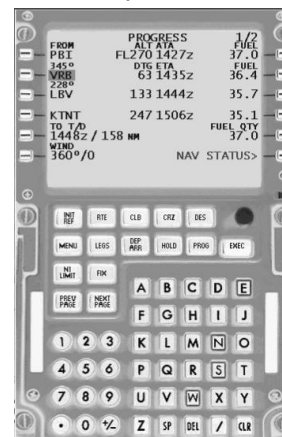 PROGRESS 1/2
FROM ALT ATA FUEL
PBI FL270 1427z 37.0
345° DTG ETA FUEL
VRB 63 1435z 36.4
228°
LBV 133 1444z 35.7
KTNT 247 1506z 35.1
TO T/D FUEL QTY
1448z / 158 NM 37.0
WIND
360°/0 NAV STATUS>
INIT REF RTE CLB CRZ DES
MENU LEGS DEP ARR HOLD PROG EXEC
N1 LIMIT FIX
PREV PAGE NEXT PAGE
A B C D E
F G H I J
1 2 3 K L M N O
4 5 6 P Q R S T
7 8 9 U V W X Y
. 0 +/- Z SP DEL / CLR